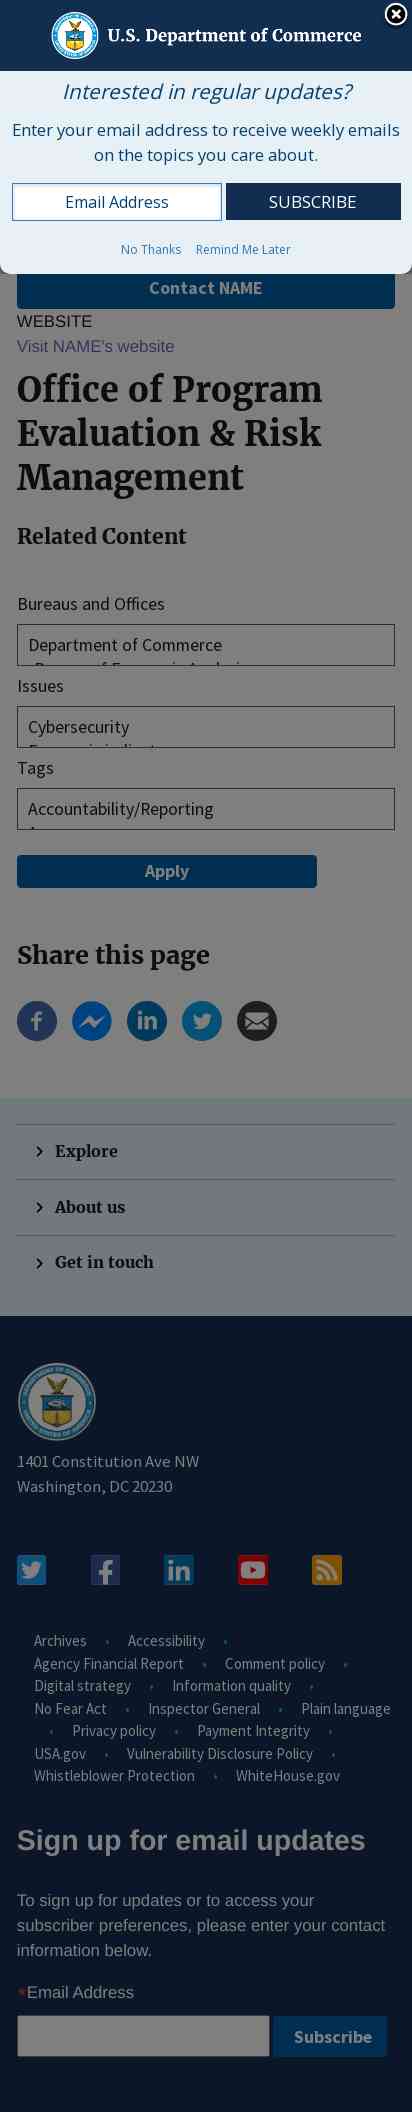 U.S. Department of Commerce
Interested in regular updates?
Enter your email address to receive weekly emails
on the topics you care about.
Email Address
SUBSCRIBE
No Thanks Remind Me Later
Contact NAME
WEBSITE
Visit NAME's website
Office of Program
Evaluation & Risk
Management
Related Content
Bureaus and Offices
Department of Commerce
Issues
Cybersecurity
Tags
Accountability/Reporting
Apply
Share this page
Explore
About us
Get in touch
1401 Constitution Ave NW
Washington, DC 20230
Archives • Accessibility •
Agency Financial Report • Comment policy •
Digital strategy • Information quality •
No Fear Act • Inspector General • Plain language
• Privacy policy • Payment Integrity •
USA.gov • Vulnerability Disclosure Policy •
Whistleblower Protection • WhiteHouse.gov
Sign up for email updates
To sign up for updates or to access your
subscriber preferences, please enter your contact
information below.
*Email Address
Subscribe